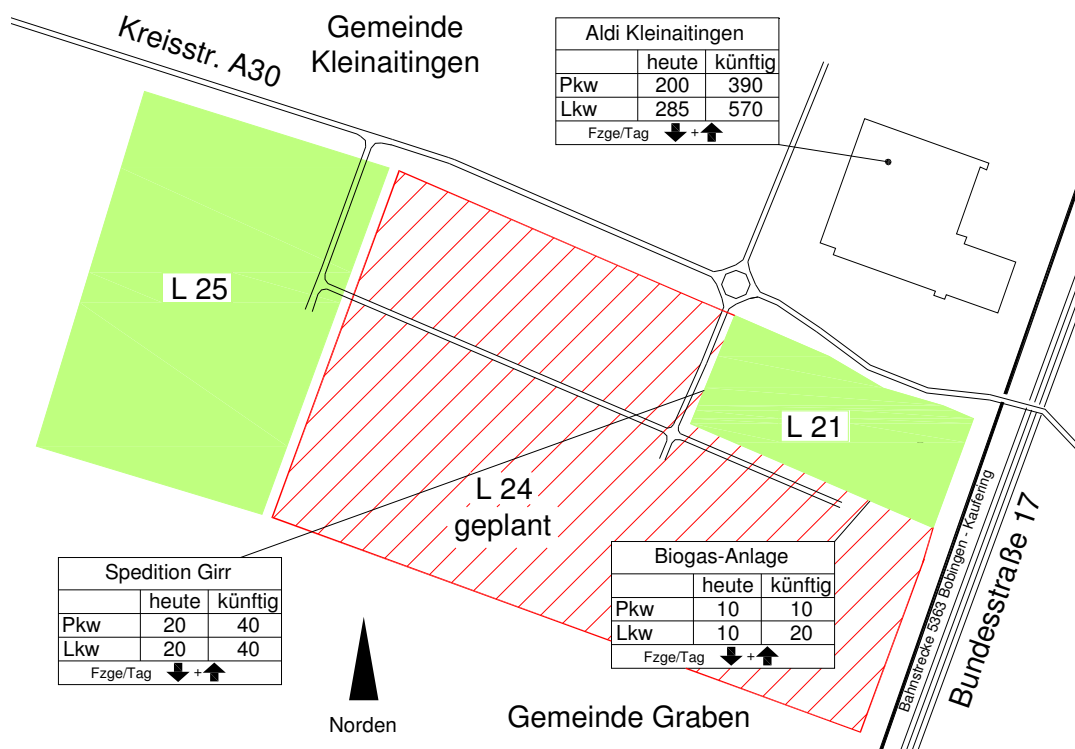 Gemeinde
Kleinaitingen
Kreisstr. A30
Aldi Kleinaitingen
heute künftig
Pkw 200 390
Lkw 285 570
Fzge/Tag +
L 25
L 21
L 24
geplant
Spedition Girr
heute künftig
Pkw 20 40
Lkw 20 40
Fzge/Tag +
Biogas-Anlage
heute künftig
Pkw 10 10
Lkw 10 20
Fzge/Tag +
Bahnstrecke 5363 Bobingen - Kaufering
Bundesstraße 17
Norden
Gemeinde Graben